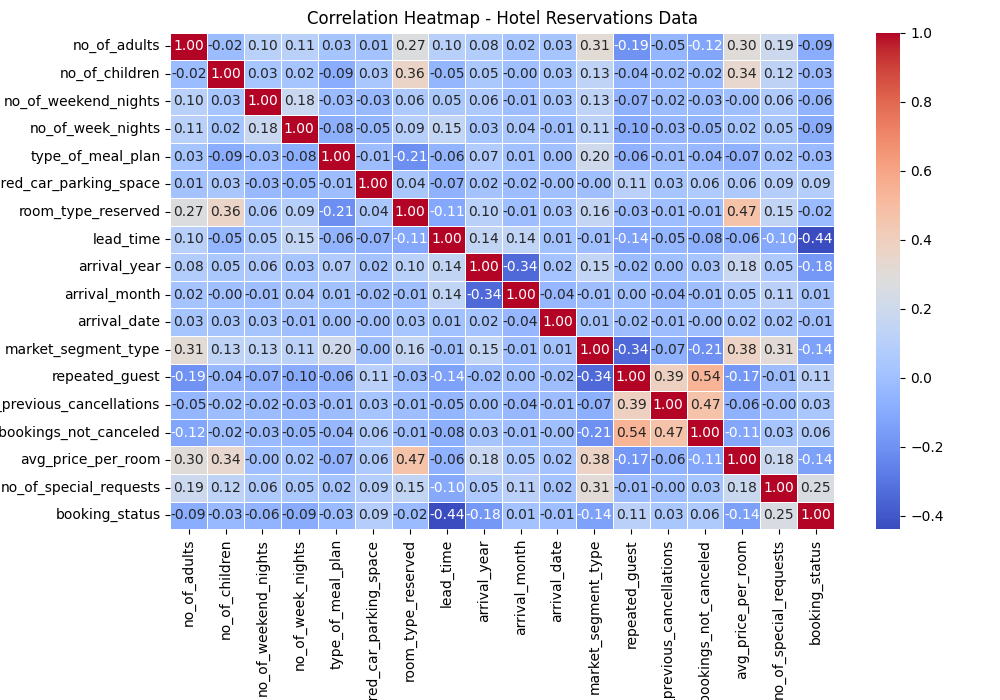 Correlation Heatmap - Hotel Reservations Data
no_of_adults 1.00 -0.02 0.10 0.11 0.03 0.01 0.27 0.10 0.08 0.02 0.03 0.31 -0.19 -0.05 -0.12 0.30 0.19 -0.09
no_of_children -0.02 1.00 0.03 0.02 -0.09 0.03 0.36 -0.05 0.05 -0.00 0.03 0.13 -0.04 -0.02 -0.02 0.34 0.12 -0.03
no_of_weekend_nights 0.10 0.03 1.00 0.18 -0.03 -0.03 0.06 0.05 0.06 -0.01 0.03 0.13 -0.07 -0.02 -0.03 -0.00 0.06 -0.06
no_of_week_nights 0.11 0.02 0.18 1.00 -0.08 -0.05 0.09 0.15 0.03 0.04 -0.01 0.11 -0.10 -0.03 -0.05 0.02 0.05 -0.09
type_of_meal_plan 0.03 -0.09 -0.03 -0.08 1.00 -0.01 -0.21 -0.06 0.07 0.01 0.00 0.20 -0.06 -0.01 -0.04 -0.07 0.02 -0.03
red_car_parking_space 0.01 0.03 -0.03 -0.05 -0.01 1.00 0.04 -0.07 0.02 -0.02 -0.00 -0.00 0.11 0.03 0.06 0.06 0.09 0.09
room_type_reserved 0.27 0.36 0.06 0.09 -0.21 0.04 1.00 -0.11 0.10 -0.01 0.03 0.16 -0.03 -0.01 -0.01 0.47 0.15 -0.02
lead_time 0.10 -0.05 0.05 0.15 -0.06 -0.07 -0.11 1.00 0.14 0.14 0.01 -0.01 -0.14 -0.05 -0.08 -0.06 -0.10 -0.44
arrival_year 0.08 0.05 0.06 0.03 0.07 0.02 0.10 0.14 1.00 -0.34 0.02 0.15 -0.02 0.00 0.03 0.18 0.05 -0.18
arrival_month 0.02 -0.00 -0.01 0.04 0.01 -0.02 -0.01 0.14 -0.34 1.00 -0.04 -0.01 0.00 -0.04 -0.01 0.05 0.11 0.01
arrival_date 0.03 0.03 0.03 -0.01 0.00 -0.00 0.03 0.01 0.02 -0.04 1.00 0.01 -0.02 -0.01 -0.00 0.02 0.02 -0.01
market_segment_type 0.31 0.13 0.13 0.11 0.20 -0.00 0.16 -0.01 0.15 -0.01 0.01 1.00 -0.34 -0.07 -0.21 0.38 0.31 -0.14
repeated_guest -0.19 -0.04 -0.07 -0.10 -0.06 0.11 -0.03 -0.14 -0.02 0.00 -0.02 -0.34 1.00 0.39 0.54 -0.17 -0.01 0.11
_previous_cancellations -0.05 -0.02 -0.02 -0.03 -0.01 0.03 -0.01 -0.05 0.00 -0.04 -0.01 -0.07 0.39 1.00 0.47 -0.06 -0.00 0.03
bookings_not_canceled -0.12 -0.02 -0.03 -0.05 -0.04 0.06 -0.01 -0.08 0.03 -0.01 -0.00 -0.21 0.54 0.47 1.00 -0.11 0.03 0.06
avg_price_per_room 0.30 0.34 -0.00 0.02 -0.07 0.06 0.47 -0.06 0.18 0.05 0.02 0.38 -0.17 -0.06 -0.11 1.00 0.18 -0.14
no_of_special_requests 0.19 0.12 0.06 0.05 0.02 0.09 0.15 -0.10 0.05 0.11 0.02 0.31 -0.01 -0.00 0.03 0.18 1.00 0.25
booking_status -0.09 -0.03 -0.06 -0.09 -0.03 0.09 -0.02 -0.44 -0.18 0.01 -0.01 -0.14 0.11 0.03 0.06 -0.14 0.25 1.00
no_of_adults
no_of_children
no_of_weekend_nights
no_of_week_nights
type_of_meal_plan
red_car_parking_space
room_type_reserved
lead_time
arrival_year
arrival_month
arrival_date
market_segment_type
repeated_guest
previous_cancellations
bookings_not_canceled
avg_price_per_room
no_of_special_requests
booking_status
1.0
0.8
0.6
0.4
0.2
0.0
−0.2
−0.4